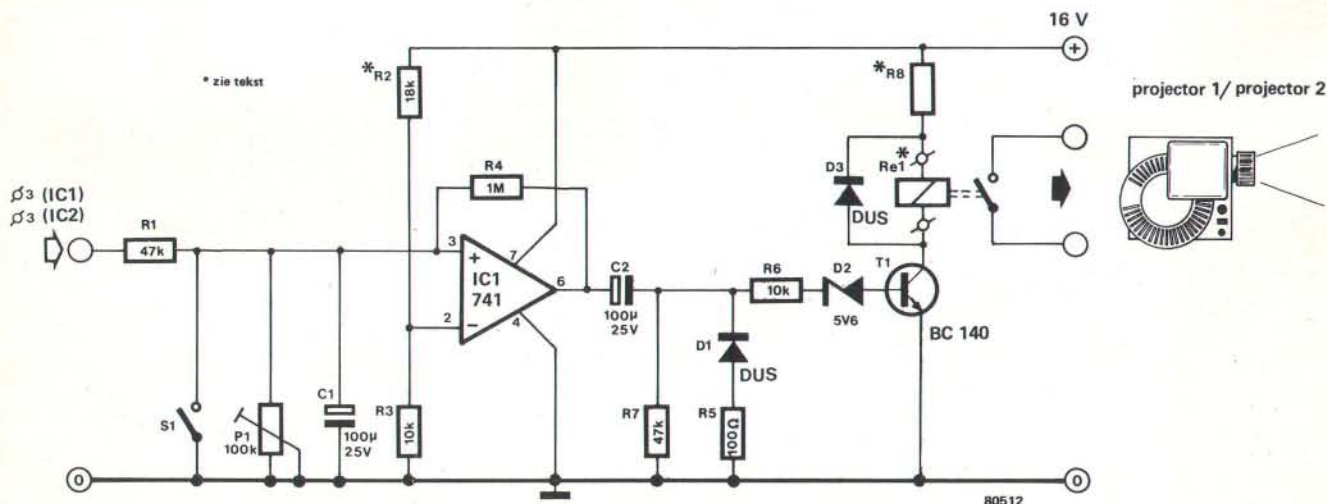 16 V
+
* zie tekst
*R2
18k
*R8
projector 1/ projector 2
R4
1M
D3
DUS
*
Re1
ø3 (IC1)
ø3 (IC2)
R1
47k
3
+
7
IC1
741
6
2
−
4
C2
100µ
25V
R6
10k
D2
5V6
T1
BC 140
D1
DUS
S1
P1
100k
C1
100µ
25V
R3
10k
R7
47k
R5
100Ω
0
0
80512